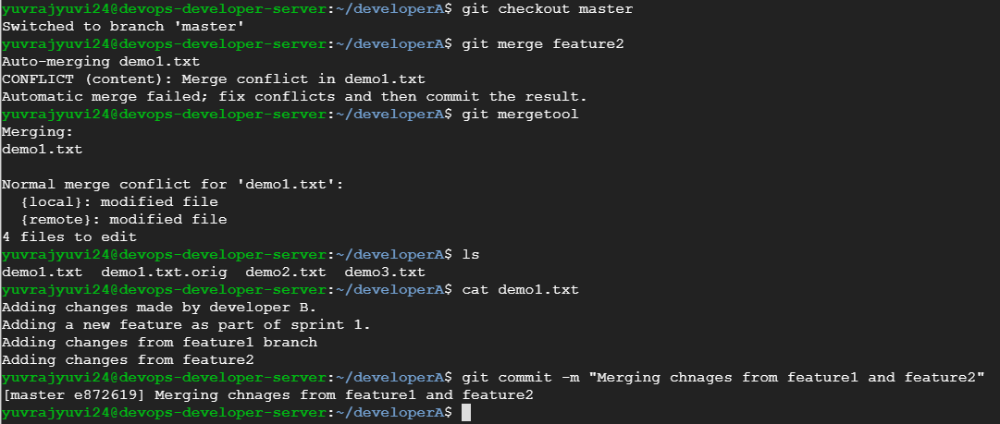 yuvrajyuvi24@devops-developer-server:~/developerA$ git checkout master
Switched to branch 'master'
yuvrajyuvi24@devops-developer-server:~/developerA$ git merge feature2
Auto-merging demo1.txt
CONFLICT (content): Merge conflict in demo1.txt
Automatic merge failed; fix conflicts and then commit the result.
yuvrajyuvi24@devops-developer-server:~/developerA$ git mergetool
Merging:
demo1.txt

Normal merge conflict for 'demo1.txt':
  {local}: modified file
  {remote}: modified file
4 files to edit
yuvrajyuvi24@devops-developer-server:~/developerA$ ls
demo1.txt  demo1.txt.orig  demo2.txt  demo3.txt
yuvrajyuvi24@devops-developer-server:~/developerA$ cat demo1.txt
Adding changes made by developer B.
Adding a new feature as part of sprint 1.
Adding changes from feature1 branch
Adding changes from feature2
yuvrajyuvi24@devops-developer-server:~/developerA$ git commit -m "Merging chnages from feature1 and feature2"
[master e872619] Merging chnages from feature1 and feature2
yuvrajyuvi24@devops-developer-server:~/developerA$